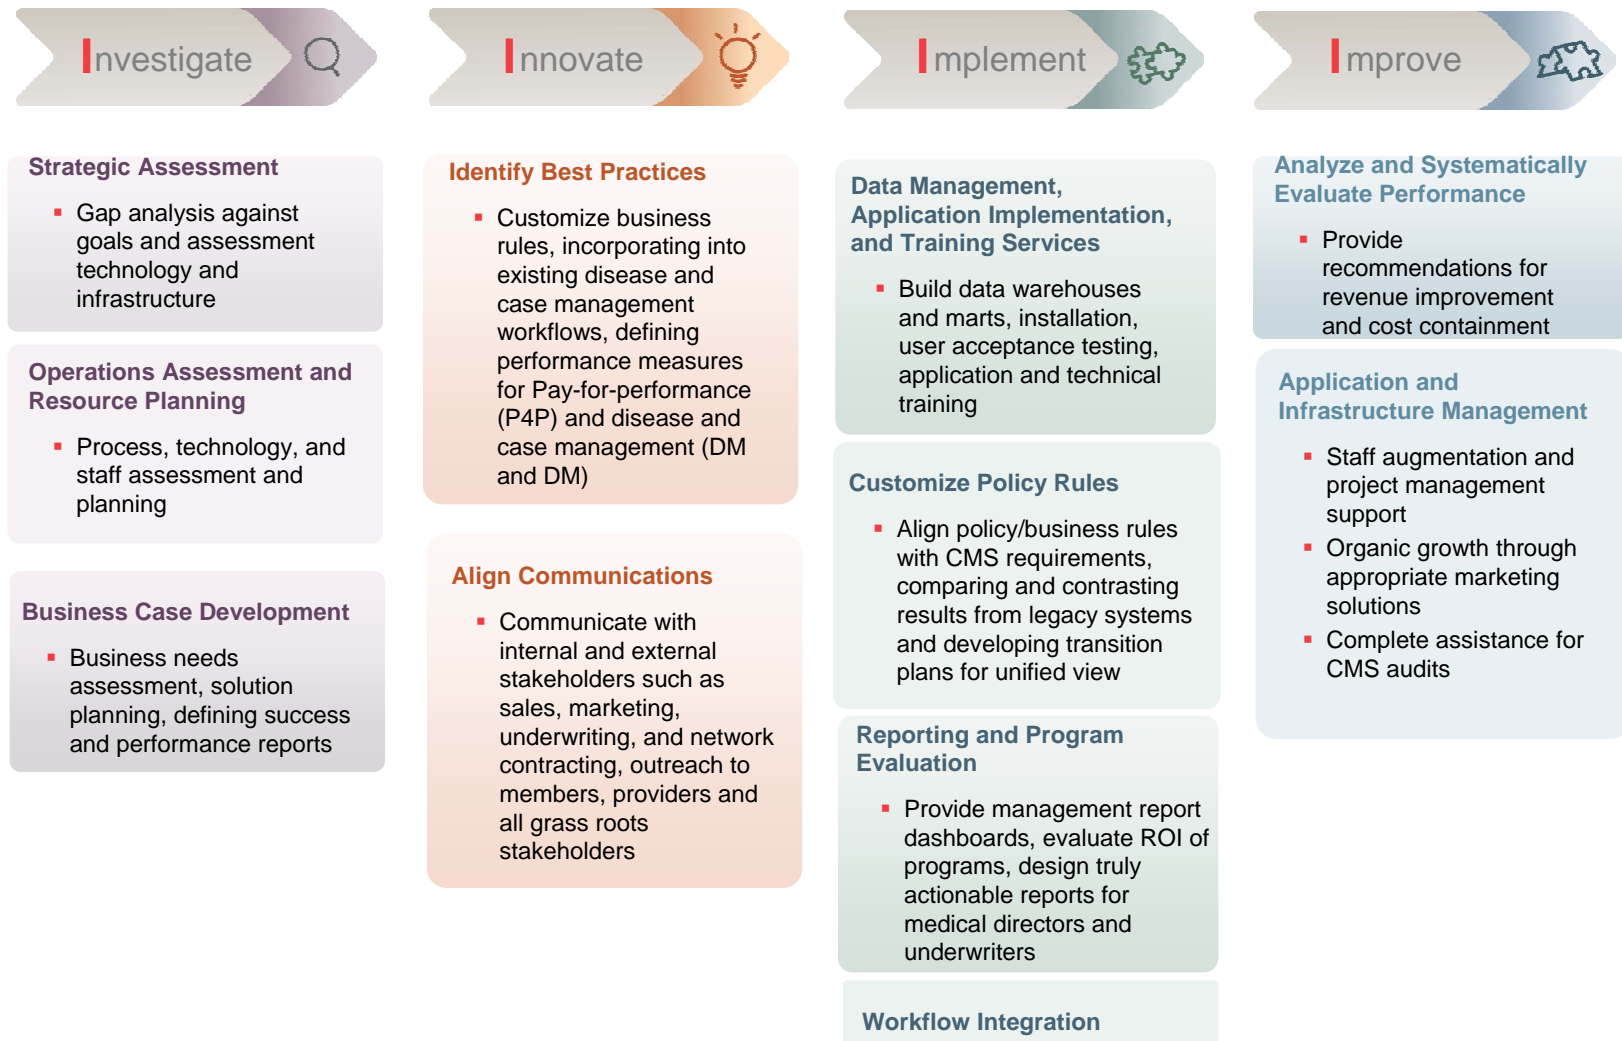 Investigate
Innovate
Implement
Improve
Strategic Assessment
▪ Gap analysis against
goals and assessment
technology and
infrastructure
Operations Assessment and
Resource Planning
▪ Process, technology, and
staff assessment and
planning
Business Case Development
▪ Business needs
assessment, solution
planning, defining success
and performance reports
Identify Best Practices
▪ Customize business
rules, incorporating into
existing disease and
case management
workflows, defining
performance measures
for Pay-for-performance
(P4P) and disease and
case management (DM
and DM)
Align Communications
▪ Communicate with
internal and external
stakeholders such as
sales, marketing,
underwriting, and network
contracting, outreach to
members, providers and
all grass roots
stakeholders
Data Management,
Application Implementation,
and Training Services
▪ Build data warehouses
and marts, installation,
user acceptance testing,
application and technical
training
Customize Policy Rules
▪ Align policy/business rules
with CMS requirements,
comparing and contrasting
results from legacy systems
and developing transition
plans for unified view
Reporting and Program
Evaluation
▪ Provide management report
dashboards, evaluate ROI of
programs, design truly
actionable reports for
medical directors and
underwriters
Workflow Integration
Analyze and Systematically
Evaluate Performance
▪ Provide
recommendations for
revenue improvement
and cost containment
Application and
Infrastructure Management
▪ Staff augmentation and
project management
support
▪ Organic growth through
appropriate marketing
solutions
▪ Complete assistance for
CMS audits